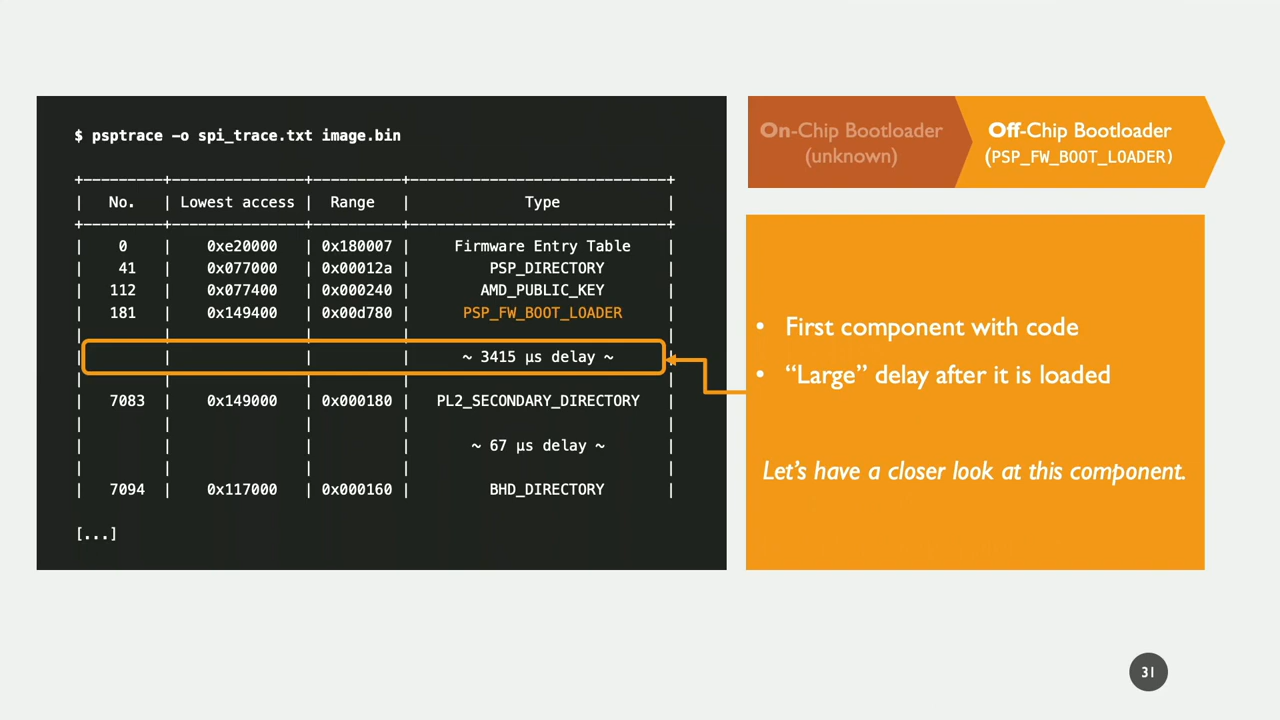 $ psptrace -o spi_trace.txt image.bin
+---------+----------------+----------+------------------------------+
| No. | Lowest access | Range | Type |
+---------+----------------+----------+------------------------------+
| 0 | 0xe20000 | 0x180007 | Firmware Entry Table |
| 41 | 0x077000 | 0x00012a | PSP_DIRECTORY |
| 112 | 0x077400 | 0x000240 | AMD_PUBLIC_KEY |
| 181 | 0x149400 | 0x00d780 | PSP_FW_BOOT_LOADER |
| | | | |
| | | | ~ 3415 µs delay ~ |
| | | | |
| 7083 | 0x149000 | 0x000180 | PL2_SECONDARY_DIRECTORY |
| | | | |
| | | | ~ 67 µs delay ~ |
| | | | |
| 7094 | 0x117000 | 0x000160 | BHD_DIRECTORY |
[...]
On-Chip Bootloader
(unknown)
Off-Chip Bootloader
(PSP_FW_BOOT_LOADER)
• First component with code
• “Large” delay after it is loaded
Let’s have a closer look at this component.
31